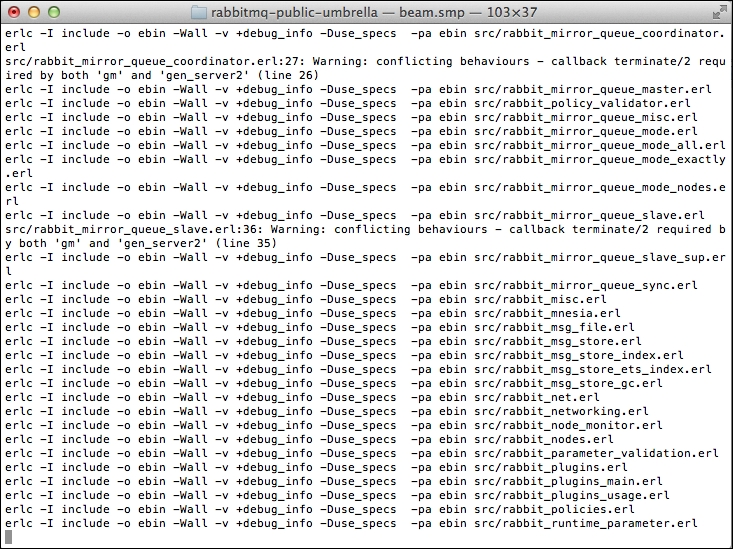 rabbitmq-public-umbrella — beam.smp — 103×37
erlc -I include -o ebin -Wall -v +debug_info -Duse_specs  -pa ebin src/rabbit_mirror_queue_coordinator.
erl
src/rabbit_mirror_queue_coordinator.erl:27: Warning: conflicting behaviours - callback terminate/2 requ
ired by both 'gm' and 'gen_server2' (line 26)
erlc -I include -o ebin -Wall -v +debug_info -Duse_specs  -pa ebin src/rabbit_mirror_queue_master.erl
erlc -I include -o ebin -Wall -v +debug_info -Duse_specs  -pa ebin src/rabbit_policy_validator.erl
erlc -I include -o ebin -Wall -v +debug_info -Duse_specs  -pa ebin src/rabbit_mirror_queue_misc.erl
erlc -I include -o ebin -Wall -v +debug_info -Duse_specs  -pa ebin src/rabbit_mirror_queue_mode.erl
erlc -I include -o ebin -Wall -v +debug_info -Duse_specs  -pa ebin src/rabbit_mirror_queue_mode_all.erl
erlc -I include -o ebin -Wall -v +debug_info -Duse_specs  -pa ebin src/rabbit_mirror_queue_mode_exactly
.erl
erlc -I include -o ebin -Wall -v +debug_info -Duse_specs  -pa ebin src/rabbit_mirror_queue_mode_nodes.e
rl
erlc -I include -o ebin -Wall -v +debug_info -Duse_specs  -pa ebin src/rabbit_mirror_queue_slave.erl
src/rabbit_mirror_queue_slave.erl:36: Warning: conflicting behaviours - callback terminate/2 required b
y both 'gm' and 'gen_server2' (line 35)
erlc -I include -o ebin -Wall -v +debug_info -Duse_specs  -pa ebin src/rabbit_mirror_queue_slave_sup.er
l
erlc -I include -o ebin -Wall -v +debug_info -Duse_specs  -pa ebin src/rabbit_mirror_queue_sync.erl
erlc -I include -o ebin -Wall -v +debug_info -Duse_specs  -pa ebin src/rabbit_misc.erl
erlc -I include -o ebin -Wall -v +debug_info -Duse_specs  -pa ebin src/rabbit_mnesia.erl
erlc -I include -o ebin -Wall -v +debug_info -Duse_specs  -pa ebin src/rabbit_msg_file.erl
erlc -I include -o ebin -Wall -v +debug_info -Duse_specs  -pa ebin src/rabbit_msg_store.erl
erlc -I include -o ebin -Wall -v +debug_info -Duse_specs  -pa ebin src/rabbit_msg_store_index.erl
erlc -I include -o ebin -Wall -v +debug_info -Duse_specs  -pa ebin src/rabbit_msg_store_ets_index.erl
erlc -I include -o ebin -Wall -v +debug_info -Duse_specs  -pa ebin src/rabbit_msg_store_gc.erl
erlc -I include -o ebin -Wall -v +debug_info -Duse_specs  -pa ebin src/rabbit_net.erl
erlc -I include -o ebin -Wall -v +debug_info -Duse_specs  -pa ebin src/rabbit_networking.erl
erlc -I include -o ebin -Wall -v +debug_info -Duse_specs  -pa ebin src/rabbit_node_monitor.erl
erlc -I include -o ebin -Wall -v +debug_info -Duse_specs  -pa ebin src/rabbit_nodes.erl
erlc -I include -o ebin -Wall -v +debug_info -Duse_specs  -pa ebin src/rabbit_parameter_validation.erl
erlc -I include -o ebin -Wall -v +debug_info -Duse_specs  -pa ebin src/rabbit_plugins.erl
erlc -I include -o ebin -Wall -v +debug_info -Duse_specs  -pa ebin src/rabbit_plugins_main.erl
erlc -I include -o ebin -Wall -v +debug_info -Duse_specs  -pa ebin src/rabbit_plugins_usage.erl
erlc -I include -o ebin -Wall -v +debug_info -Duse_specs  -pa ebin src/rabbit_policies.erl
erlc -I include -o ebin -Wall -v +debug_info -Duse_specs  -pa ebin src/rabbit_runtime_parameter.erl